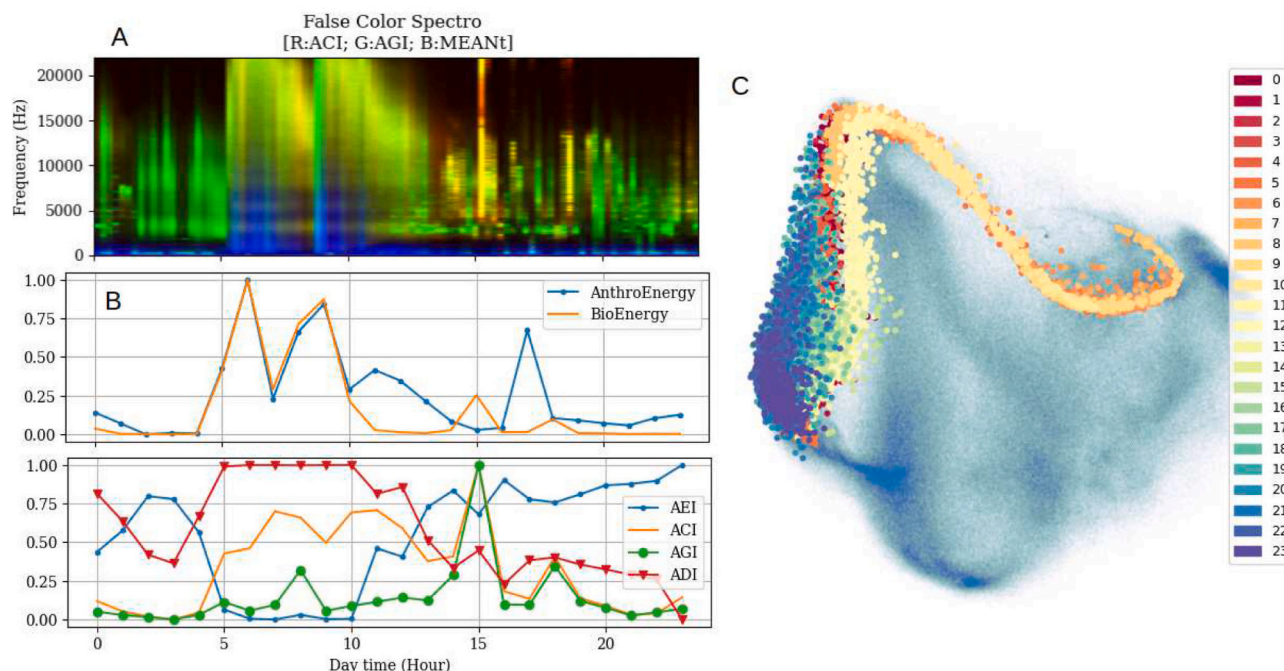 A
False Color Spectro
[R:ACI; G:AGI; B:MEANt]
Frequency (Hz)
20000
15000
10000
5000
0
B
1.00
0.75
0.50
0.25
0.00
AnthroEnergy
BioEnergy
1.00
0.75
0.50
0.25
0.00
AEI
ACI
AGI
ADI
0 5 10 15 20
Day time (Hour)
C
0
1
2
3
4
5
6
7
8
9
10
11
12
13
14
15
16
17
18
19
20
21
22
23